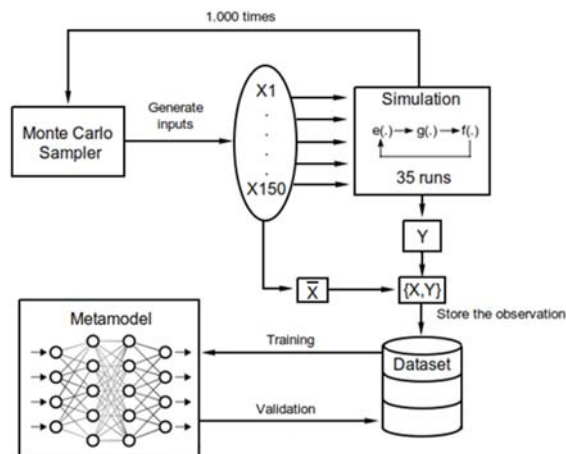 1.000 times
Monte Carlo
Sampler
Generate
inputs
X1
.
.
.
.
X150
Simulation
e(.) g(.) f(.)
35 runs
Y
X̅
{X,Y}
Store the observation
Metamodel
Training
Validation
Dataset